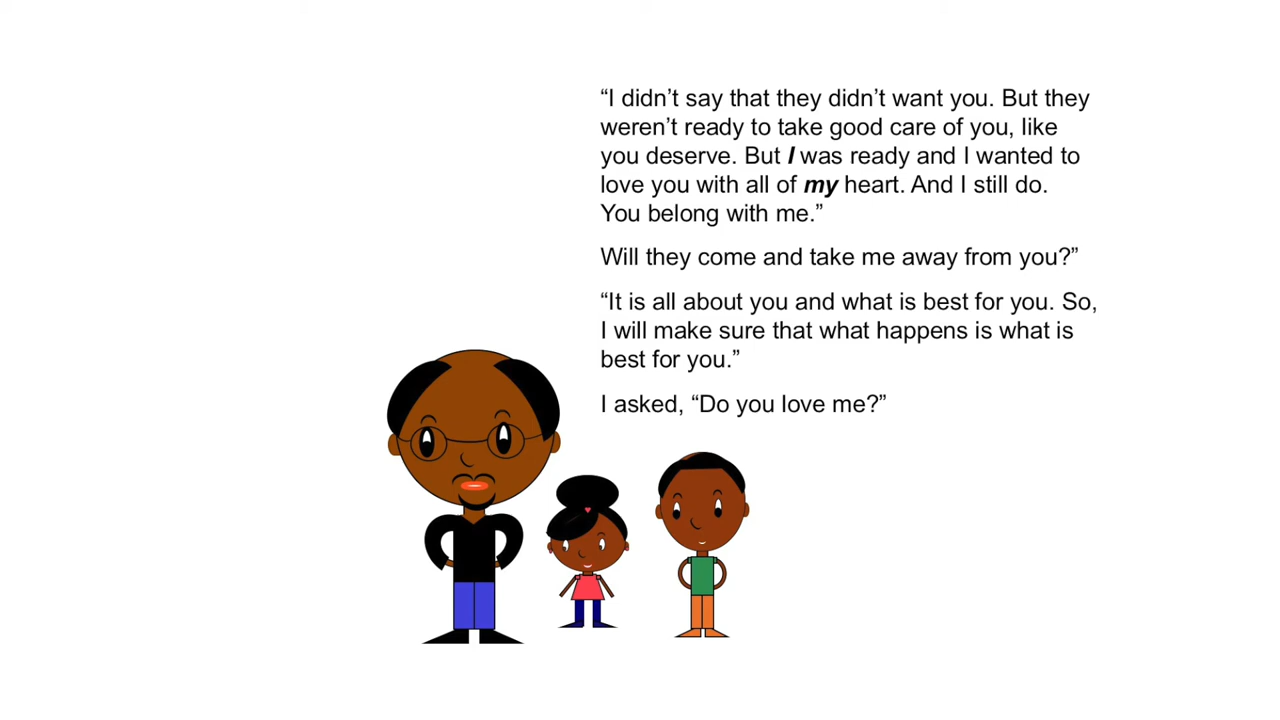 “I didn’t say that they didn’t want you. But they
weren’t ready to take good care of you, like
you deserve. But I was ready and I wanted to
love you with all of my heart. And I still do.
You belong with me.”
Will they come and take me away from you?”
“It is all about you and what is best for you. So,
I will make sure that what happens is what is
best for you.”
I asked, “Do you love me?”